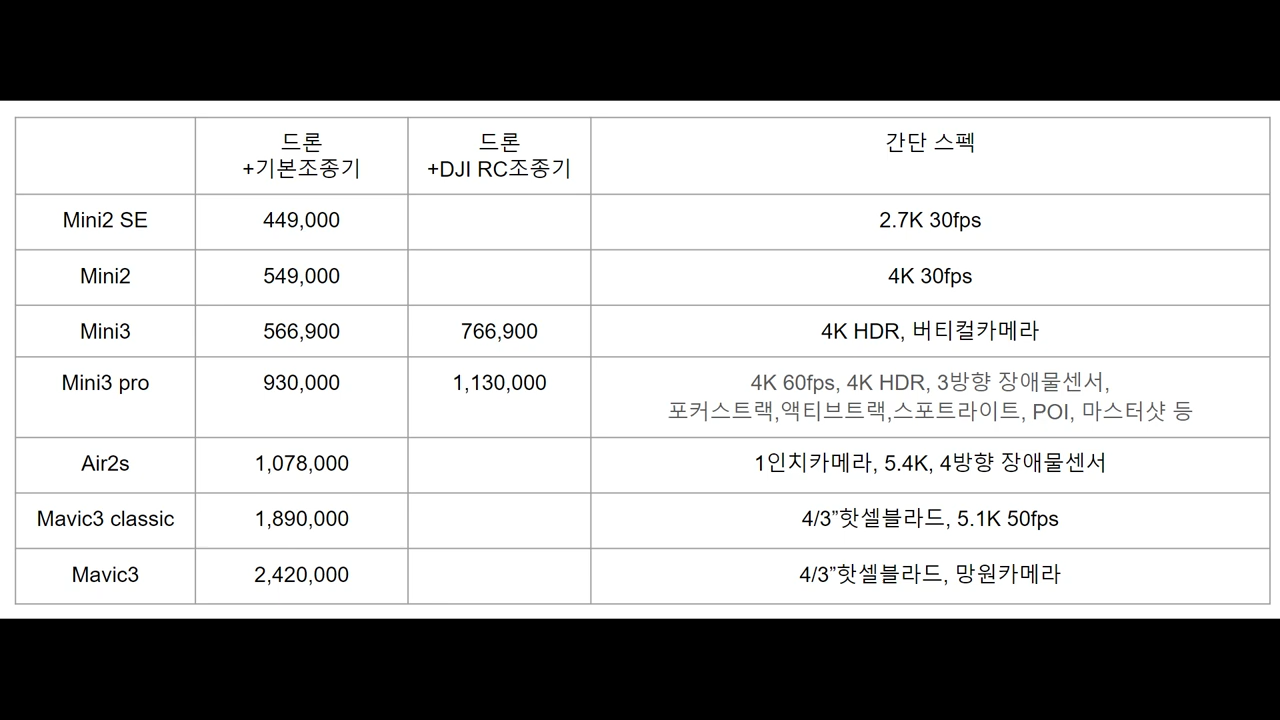 드론
+기본조종기
드론
+DJI RC조종기
간단 스펙
Mini2 SE 449,000 2.7K 30fps
Mini2 549,000 4K 30fps
Mini3 566,900 766,900 4K HDR, 버티컬카메라
Mini3 pro 930,000 1,130,000 4K 60fps, 4K HDR, 3방향 장애물센서,
포커스트랙,액티브트랙,스포트라이트, POI, 마스터샷 등
Air2s 1,078,000 1인치카메라, 5.4K, 4방향 장애물센서
Mavic3 classic 1,890,000 4/3”핫셀블라드, 5.1K 50fps
Mavic3 2,420,000 4/3”핫셀블라드, 망원카메라